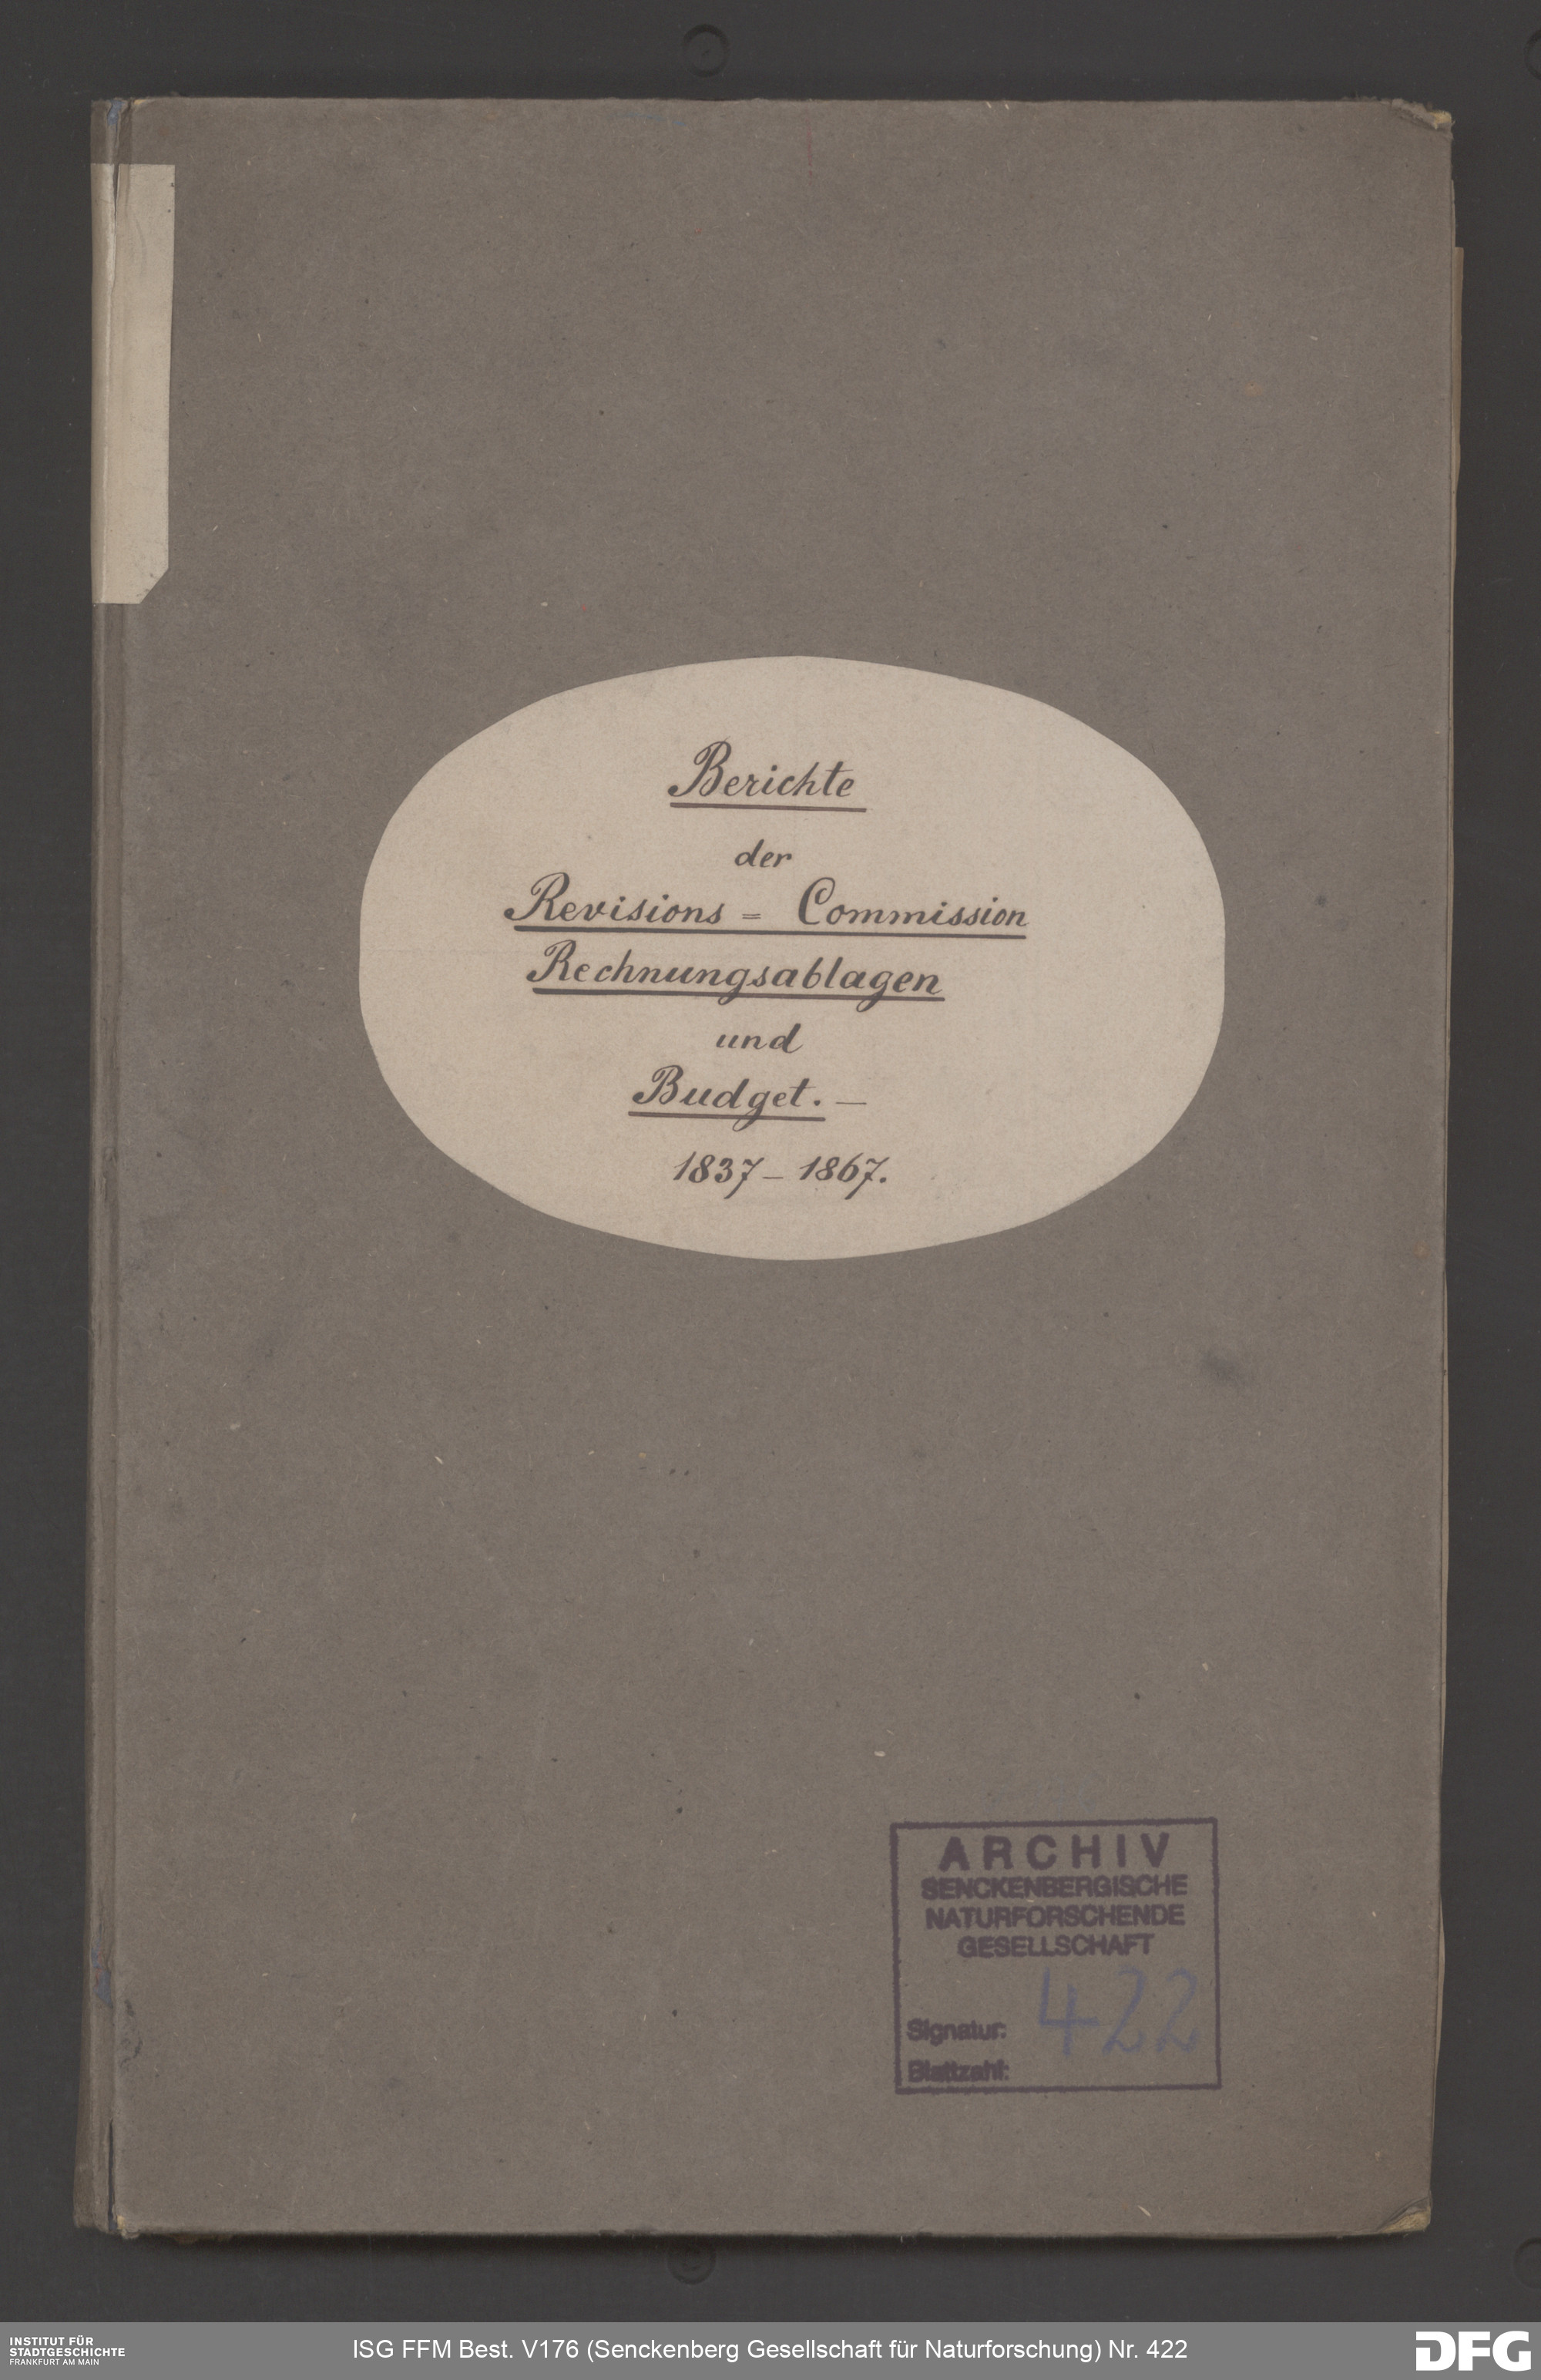 Berichte
der
Revisions = Commission
Rechnungsablagen
und
Budget. —
1837 – 1867.
ARCHIV
SENCKENBERGISCHE
NATURFORSCHENDE
GESELLSCHAFT
Signatur: 422
Blattzahl:
INSTITUT FÜR
STADTGESCHICHTE
FRANKFURT AM MAIN
ISG FFM Best. V176 (Senckenberg Gesellschaft für Naturforschung) Nr. 422
DFG